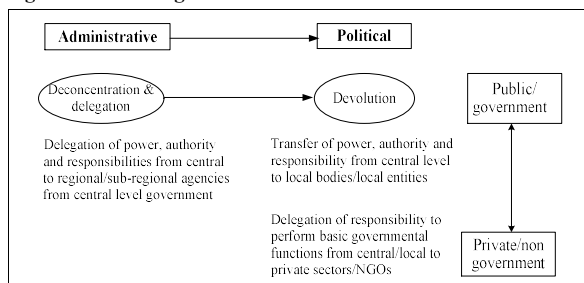 Administrative
Political
Deconcentration &
delegation
Devolution
Public/
government
Delegation of power, authority
and responsibilities from central
to regional/sub-regional agencies
from central level government
Transfer of power, authority and
responsibility from central level
to local bodies/local entities
Delegation of responsibility to
perform basic governmental
functions from central/local to
private sectors/NGOs
Private/non
government